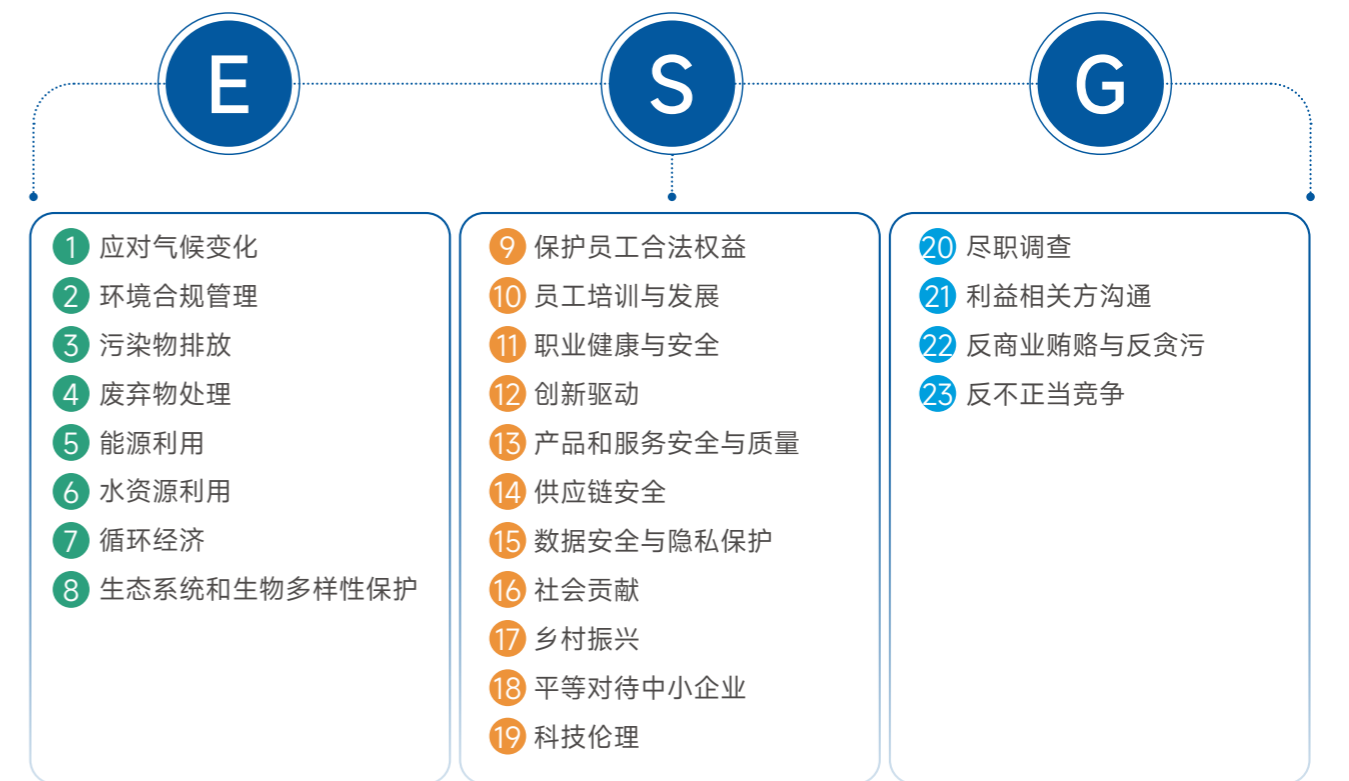 E
S
G
1 应对气候变化
2 环境合规管理
3 污染物排放
4 废弃物处理
5 能源利用
6 水资源利用
7 循环经济
8 生态系统和生物多样性保护
9 保护员工合法权益
10 员工培训与发展
11 职业健康与安全
12 创新驱动
13 产品和服务安全与质量
14 供应链安全
15 数据安全与隐私保护
16 社会贡献
17 乡村振兴
18 平等对待中小企业
19 科技伦理
20 尽职调查
21 利益相关方沟通
22 反商业贿赂与反贪污
23 反不正当竞争